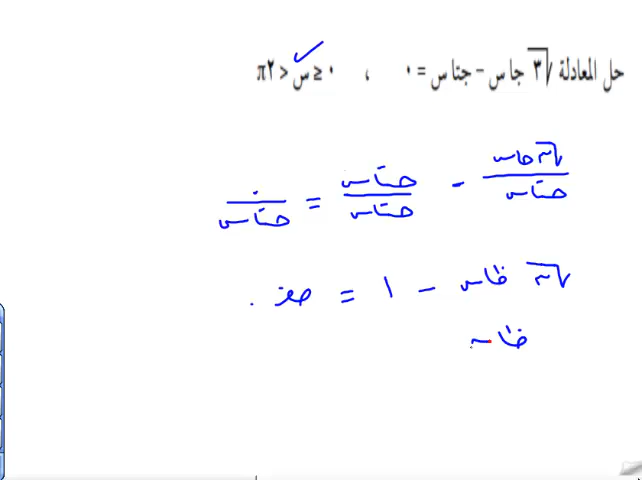 حل المعادلة √٣ جاس – جتاس = ٠ ، ٠ ≤ س < ٢π
√٣ جاس / جتاس - جتاس / جتاس = ٠ / جتاس
√٣ ظاس - ١ = صفر
ظاس